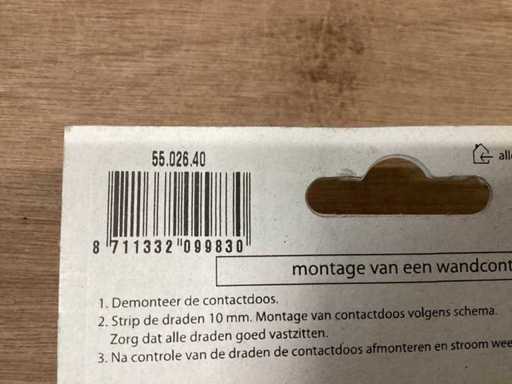 55.026.40
8 711332 099830
montage van een
1. Demonteer de contactdoos.
2. Strip de draden 10 mm. Montage van contactdoos volgens schema.
Zorg dat alle draden goed vastzitten.
3. Na controle van de draden de contactdoos afmonteren en stroom